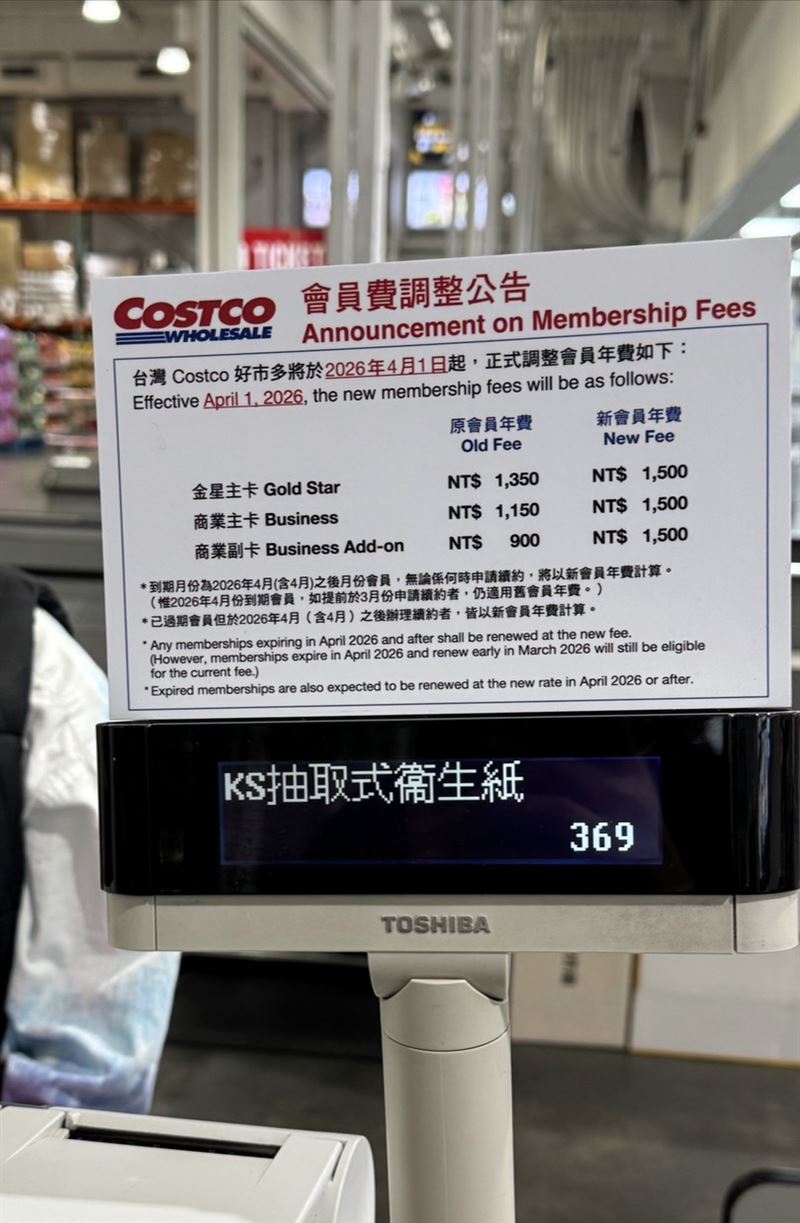 TICKET
COSTCO
WHOLESALE
會員費調整公告
Announcement on Membership Fees
台灣 Costco 好市多將於2026年4月1日起，正式調整會員年費如下：
Effective April 1, 2026, the new membership fees will be as follows:
原會員年費 新會員年費
Old Fee New Fee
金星主卡 Gold Star NT$ 1,350 NT$ 1,500
商業主卡 Business NT$ 1,150 NT$ 1,500
商業副卡 Business Add-on NT$ 900 NT$ 1,500
*到期月份為2026年4月(含4月)之後月份會員，無論係何時申請續約，將以新會員年費計算。
（惟2026年4月份到期會員，如提前於3月份申請續約者，仍適用舊會員年費。）
*已過期會員但於2026年4月（含4月）之後辦理續約者，皆以新會員年費計算。
* Any memberships expiring in April 2026 and after shall be renewed at the new fee.
(However, memberships expire in April 2026 and renew early in March 2026 will still be eligible
for the current fee.)
* Expired memberships are also expected to be renewed at the new rate in April 2026 or after.
KS抽取式衛生紙
369
TOSHIBA